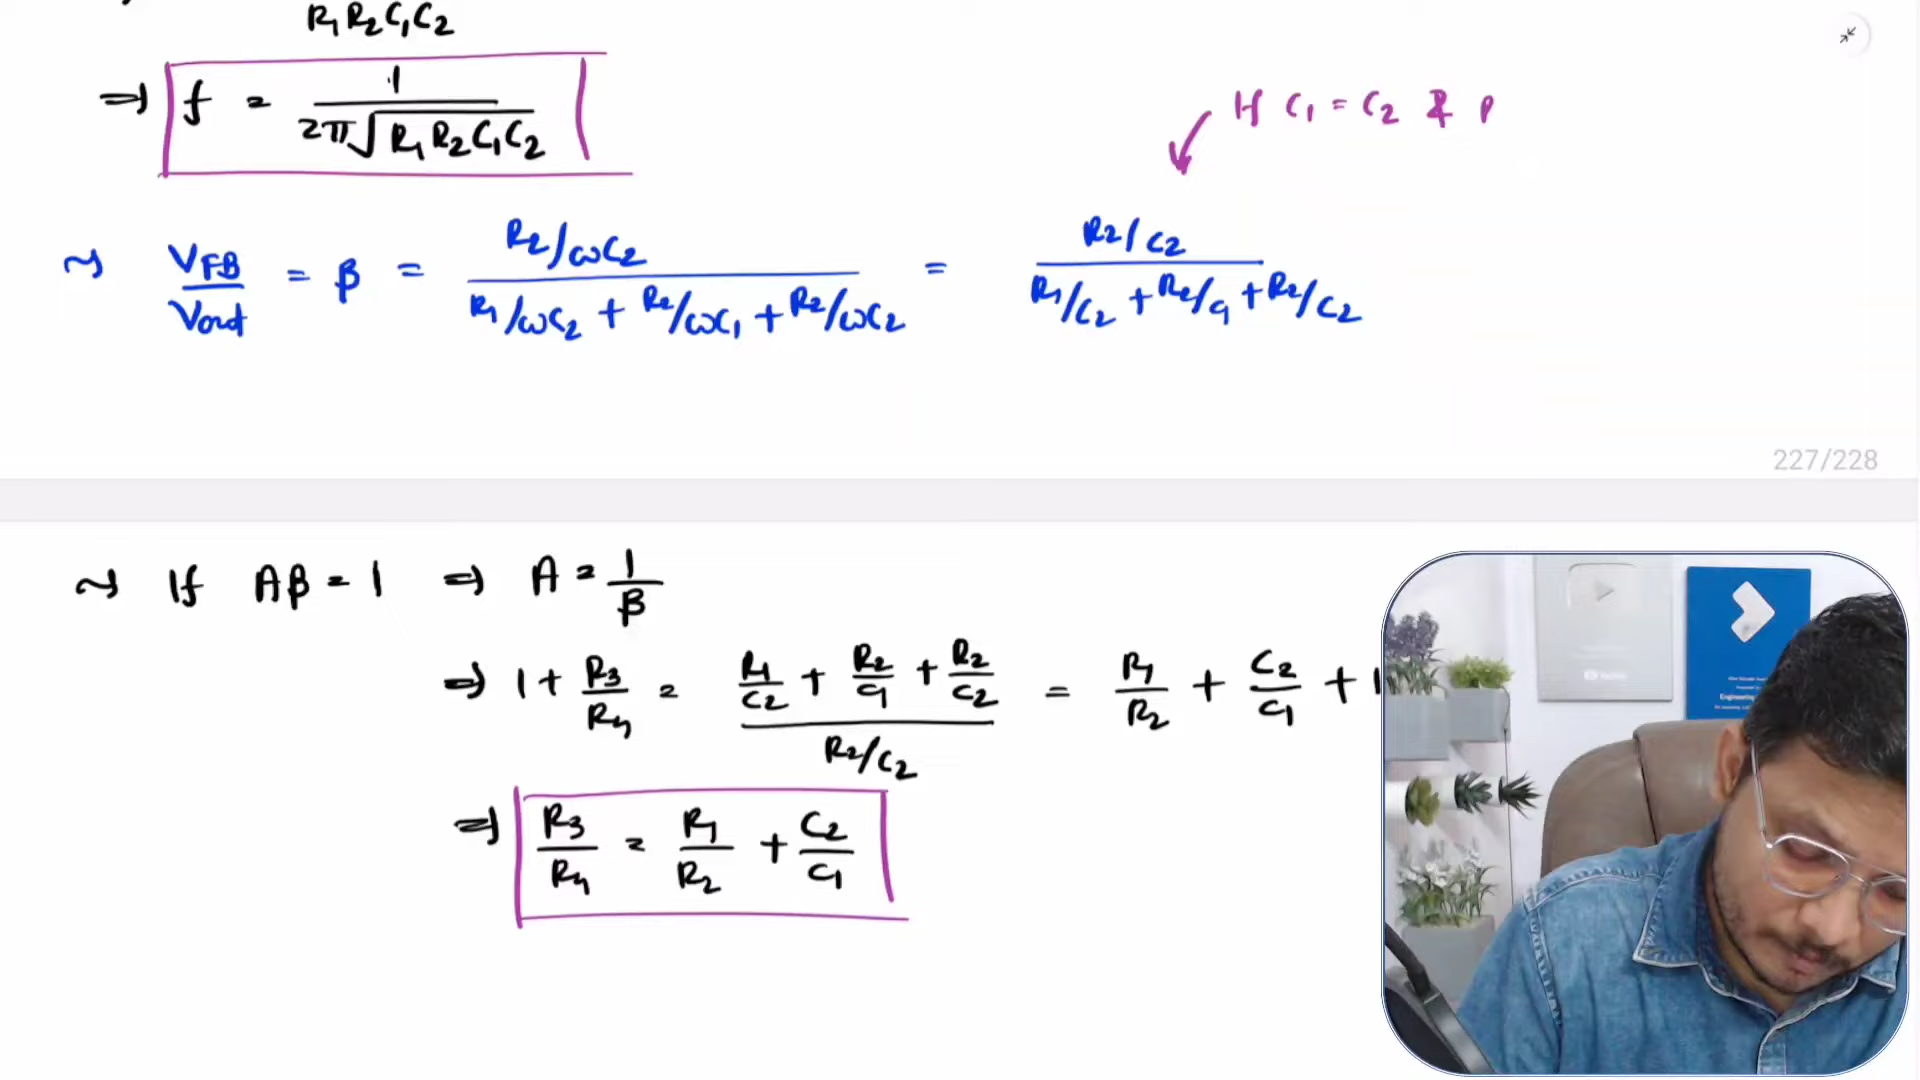 R1R2C1C2
⇒ f = 1 / 2π√R1R2C1C2
If C1 = C2 &
~ VFB / Vout = β = R2/ωC2 / R1/ωC2 + R2/ωC1 + R2/ωC2 = R2/C2 / R1/C2 + R2/C1 + R2/C2
227/228
~ If Aβ = 1 ⇒ A = 1/β
⇒ 1 + R3/R4 = R1/C2 + R2/C1 + R2/C2 / R2/C2 = R1/R2 + C2/C1 + 1
⇒ R3/R4 = R1/R2 + C2/C1